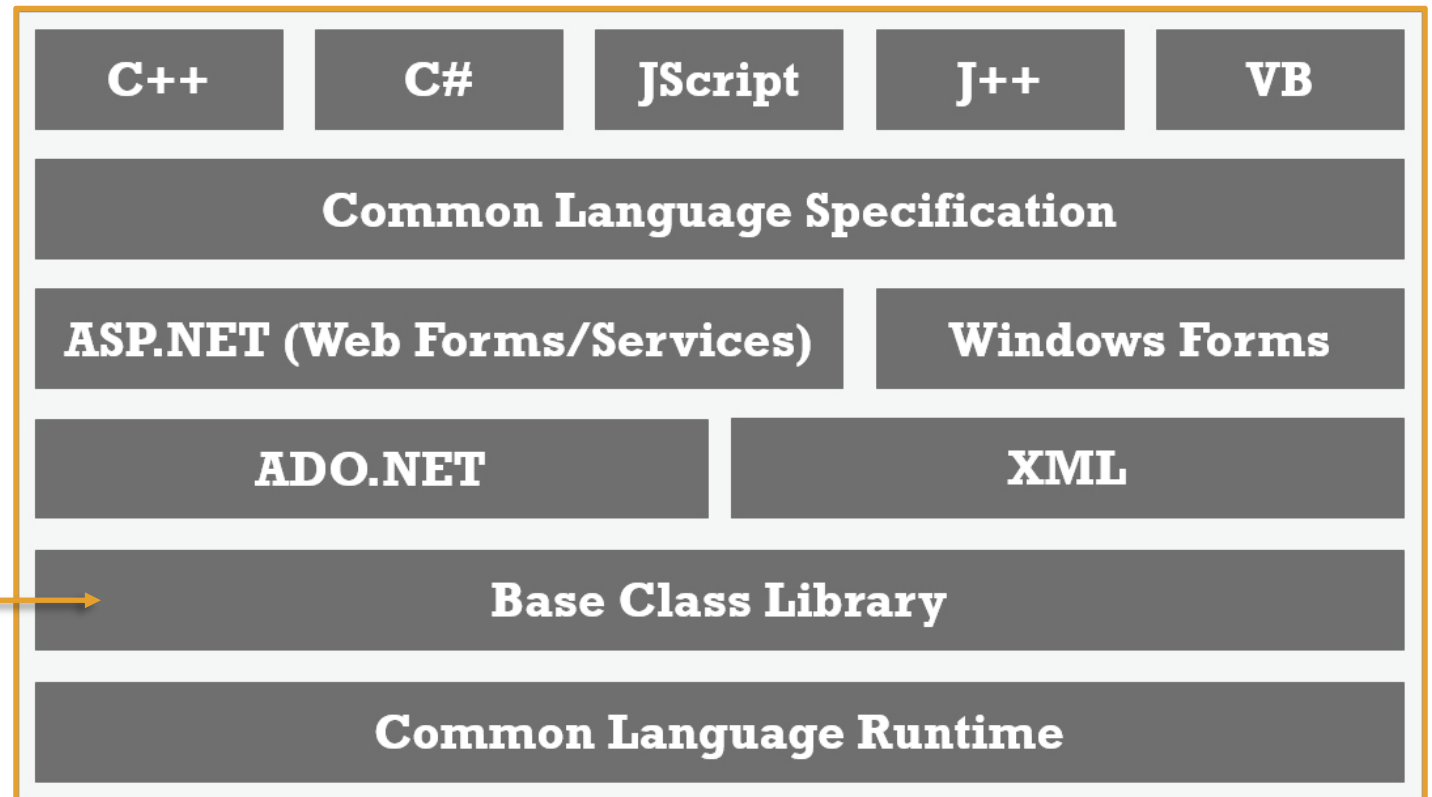 C++
C#
JScript
J++
VB
Common Language Specification
ASP.NET (Web Forms/Services)
Windows Forms
ADO.NET
XML
Base Class Library
Common Language Runtime